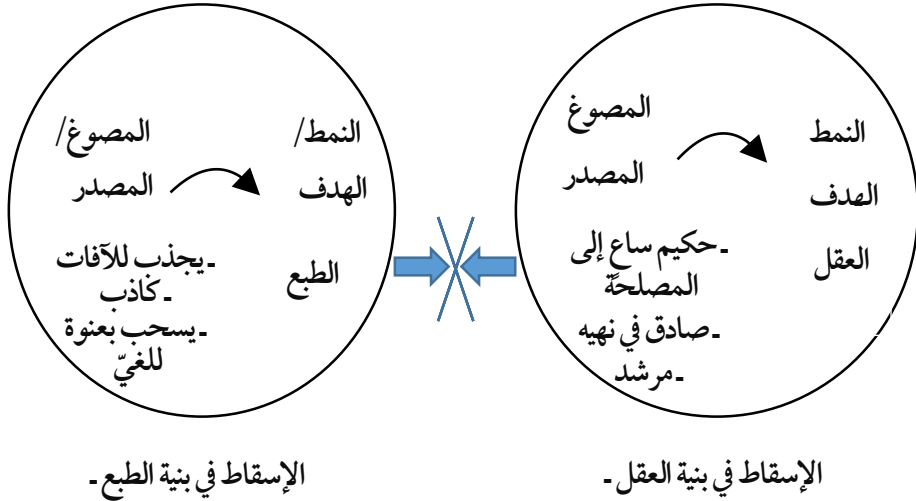 المصوغ
النمط
المصدر
الهدف
ـ حكيم ساعٍ إلى
المصلحة
ـ صادق في نهيه
ـ مرشد
العقل
المصوغ/
النمط/
المصدر
الهدف
ـ يجذب للآفات
ـ كاذب
ـ يسحب بعنوة
للغيّ
الطبع
الإسقاط في بنية العقل ـ
الإسقاط في بنية الطبع ـ